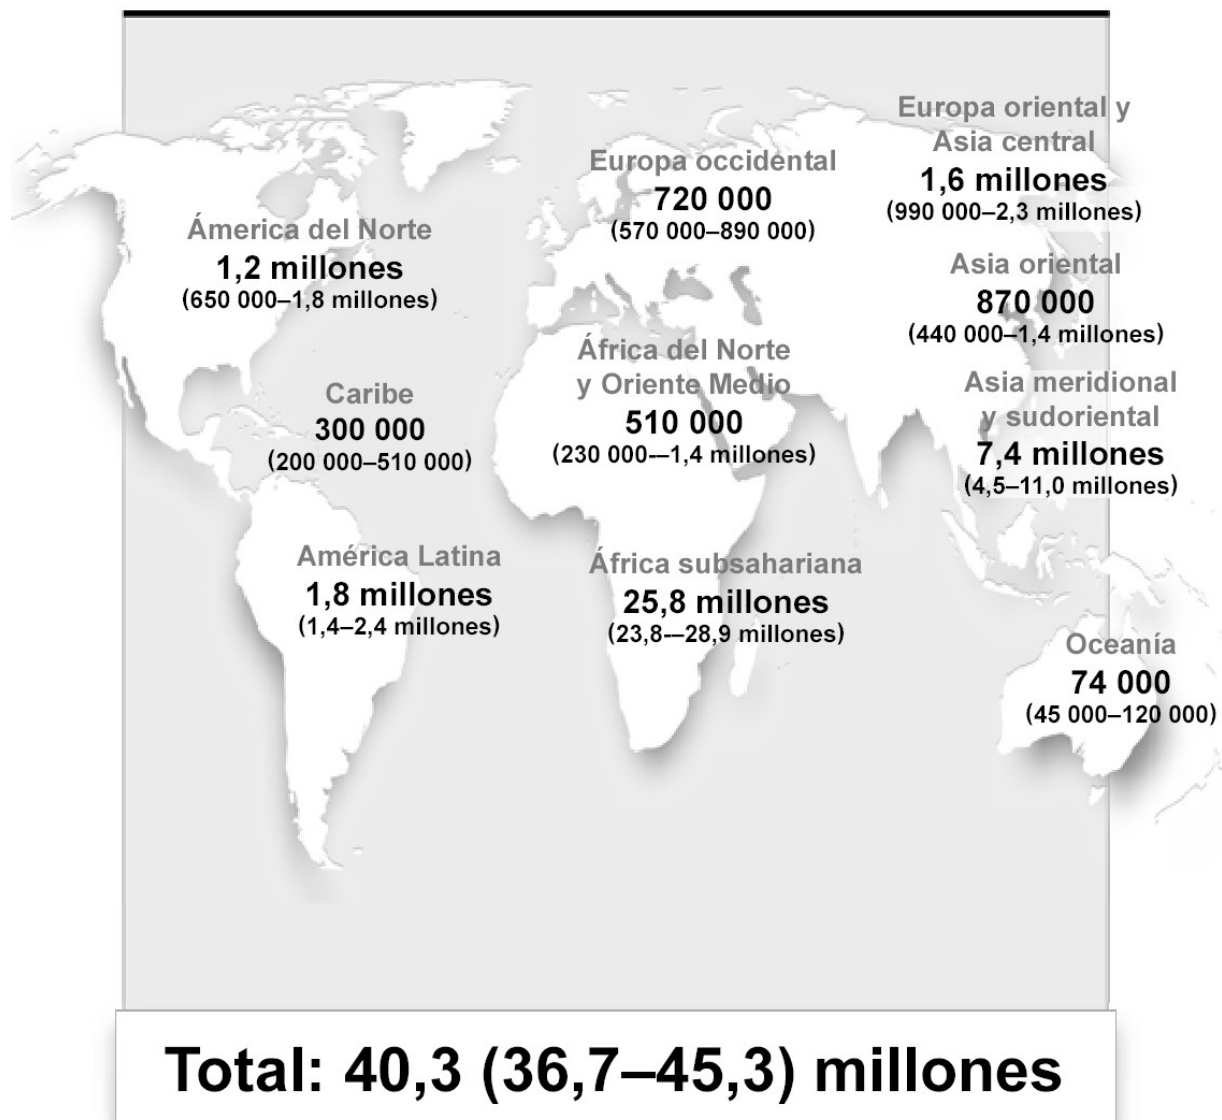 Europa oriental y
Asia central
1,6 millones
(990 000–2,3 millones)
Europa occidental
720 000
(570 000–890 000)
Ámerica del Norte
1,2 millones
(650 000–1,8 millones)
Asia oriental
870 000
(440 000–1,4 millones)
África del Norte
y Oriente Medio
510 000
(230 000-–1,4 millones)
Asia meridional
y sudoriental
7,4 millones
(4,5–11,0 millones)
Caribe
300 000
(200 000–510 000)
América Latina
1,8 millones
(1,4–2,4 millones)
África subsahariana
25,8 millones
(23,8-–28,9 millones)
Oceanía
74 000
(45 000–120 000)
Total: 40,3 (36,7–45,3) millones